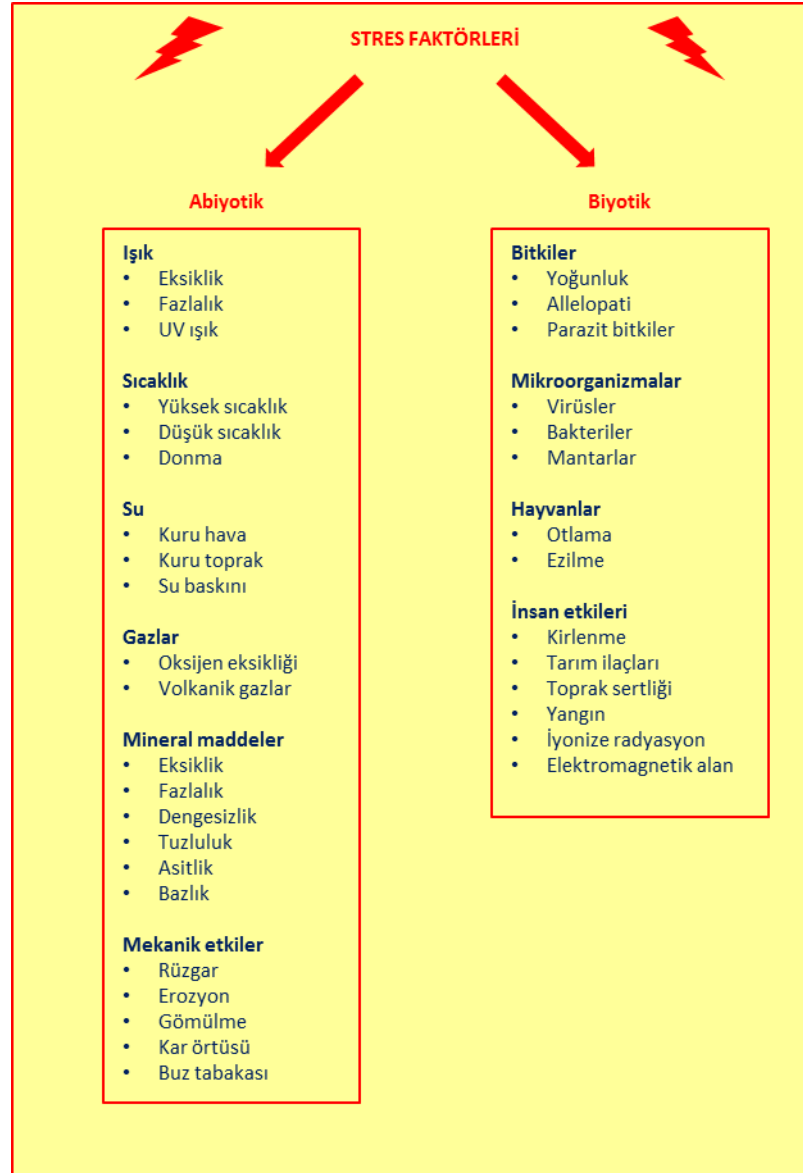 STRES FAKTÖRLERİ
Abiyotik
Işık
• Eksiklik
• Fazlalık
• UV ışık
Sıcaklık
• Yüksek sıcaklık
• Düşük sıcaklık
• Donma
Su
• Kuru hava
• Kuru toprak
• Su baskını
Gazlar
• Oksijen eksikliği
• Volkanik gazlar
Mineral maddeler
• Eksiklik
• Fazlalık
• Dengesizlik
• Tuzluluk
• Asitlik
• Bazlık
Mekanik etkiler
• Rüzgar
• Erozyon
• Gömülme
• Kar örtüsü
• Buz tabakası
Biyotik
Bitkiler
• Yoğunluk
• Allelopati
• Parazit bitkiler
Mikroorganizmalar
• Virüsler
• Bakteriler
• Mantarlar
Hayvanlar
• Otlama
• Ezilme
İnsan etkileri
• Kirlenme
• Tarım ilaçları
• Toprak sertliği
• Yangın
• İyonize radyasyon
• Elektromagnetik alan